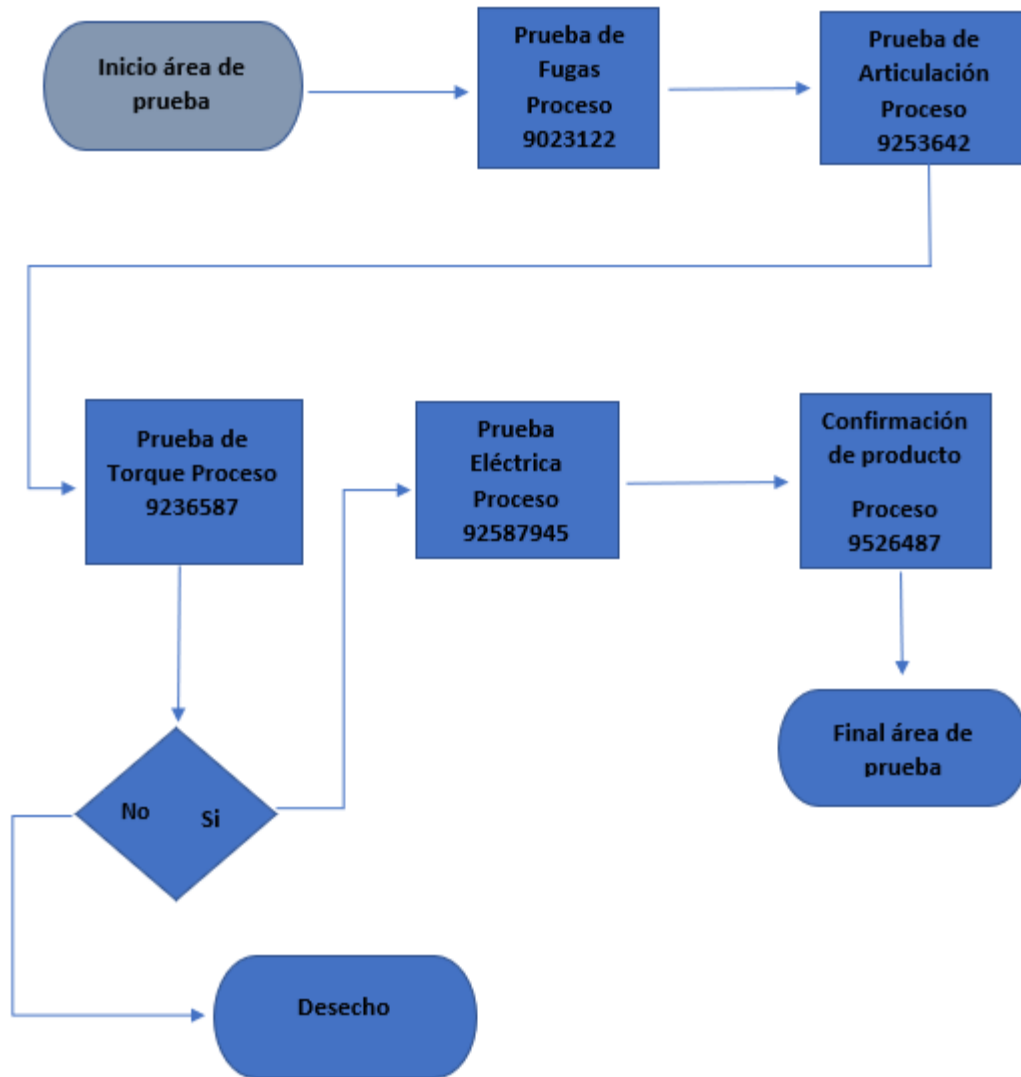 Inicio área de
prueba
Prueba de
Fugas
Proceso
9023122
Prueba de
Articulación
Proceso
9253642
Prueba de
Torque Proceso
9236587
Prueba
Eléctrica
Proceso
92587945
Confirmación
de producto
Proceso
9526487
No
Si
Final área de
prueba
Desecho